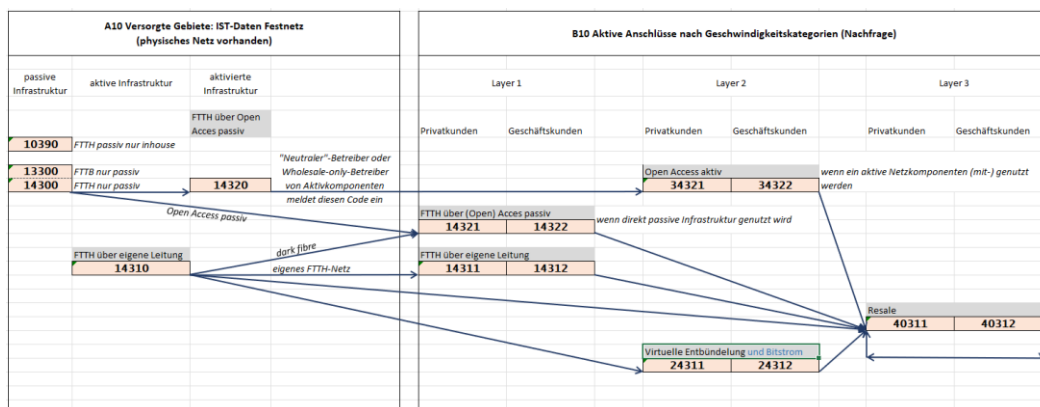 A10 Versorgte Gebiete: IST-Daten Festnetz
(physisches Netz vorhanden)
B10 Aktive Anschlüsse nach Geschwindigkeitskategorien (Nachfrage)
passive
Infrastruktur
aktive Infrastruktur
aktivierte
Infrastruktur
Layer 1
Layer 2
Layer 3
FTTH über Open
Acces passiv
Privatkunden
Geschäftskunden
Privatkunden
Geschäftskunden
Privatkunden
Geschäftskunden
10390
FTTH passiv nur inhouse
13300
FTTB nur passiv
14300
FTTH nur passiv
14320
"Neutraler"-Betreiber oder
Wholesale-only-Betreiber
von Aktivkomponenten
meldet diesen Code ein
Open Access aktiv
34321
34322
wenn ein aktive Netzkomponenten (mit-) genutzt
werden
Open Access passiv
FTTH über (Open) Acces passiv
14321
14322
wenn direkt passive Infrastruktur genutzt wird
dark fibre
FTTH über eigene Leitung
14310
eigenes FTTH-Netz
FTTH über eigene Leitung
14311
14312
Resale
40311
40312
Virtuelle Entbündelung und Bitstrom
24311
24312